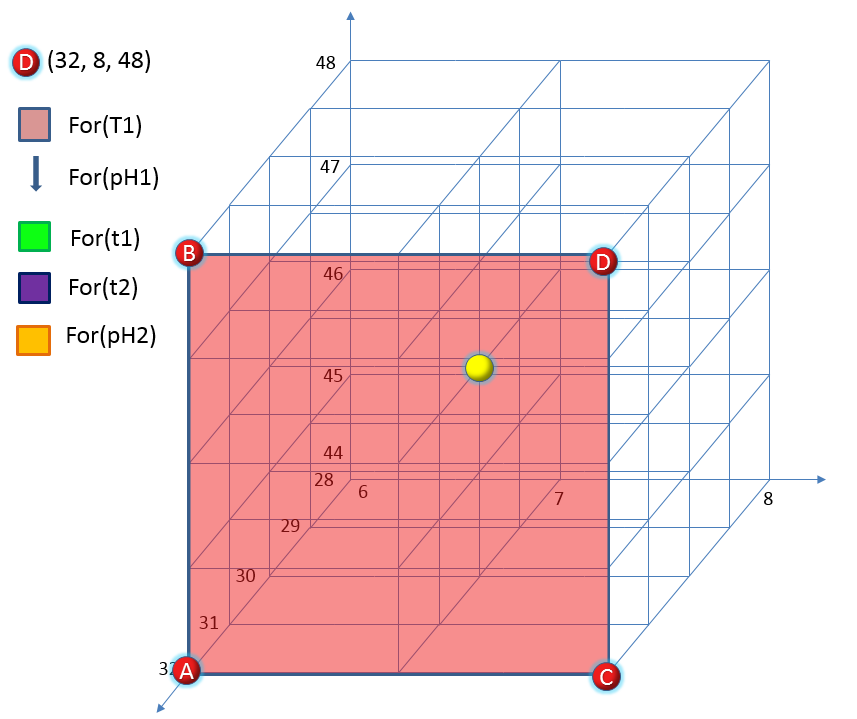 D (32, 8, 48)
For(T1)
For(pH1)
For(t1)
For(t2)
For(pH2)
48
47
46
45
44
28
6
7
8
29
30
31
32
B
D
A
C